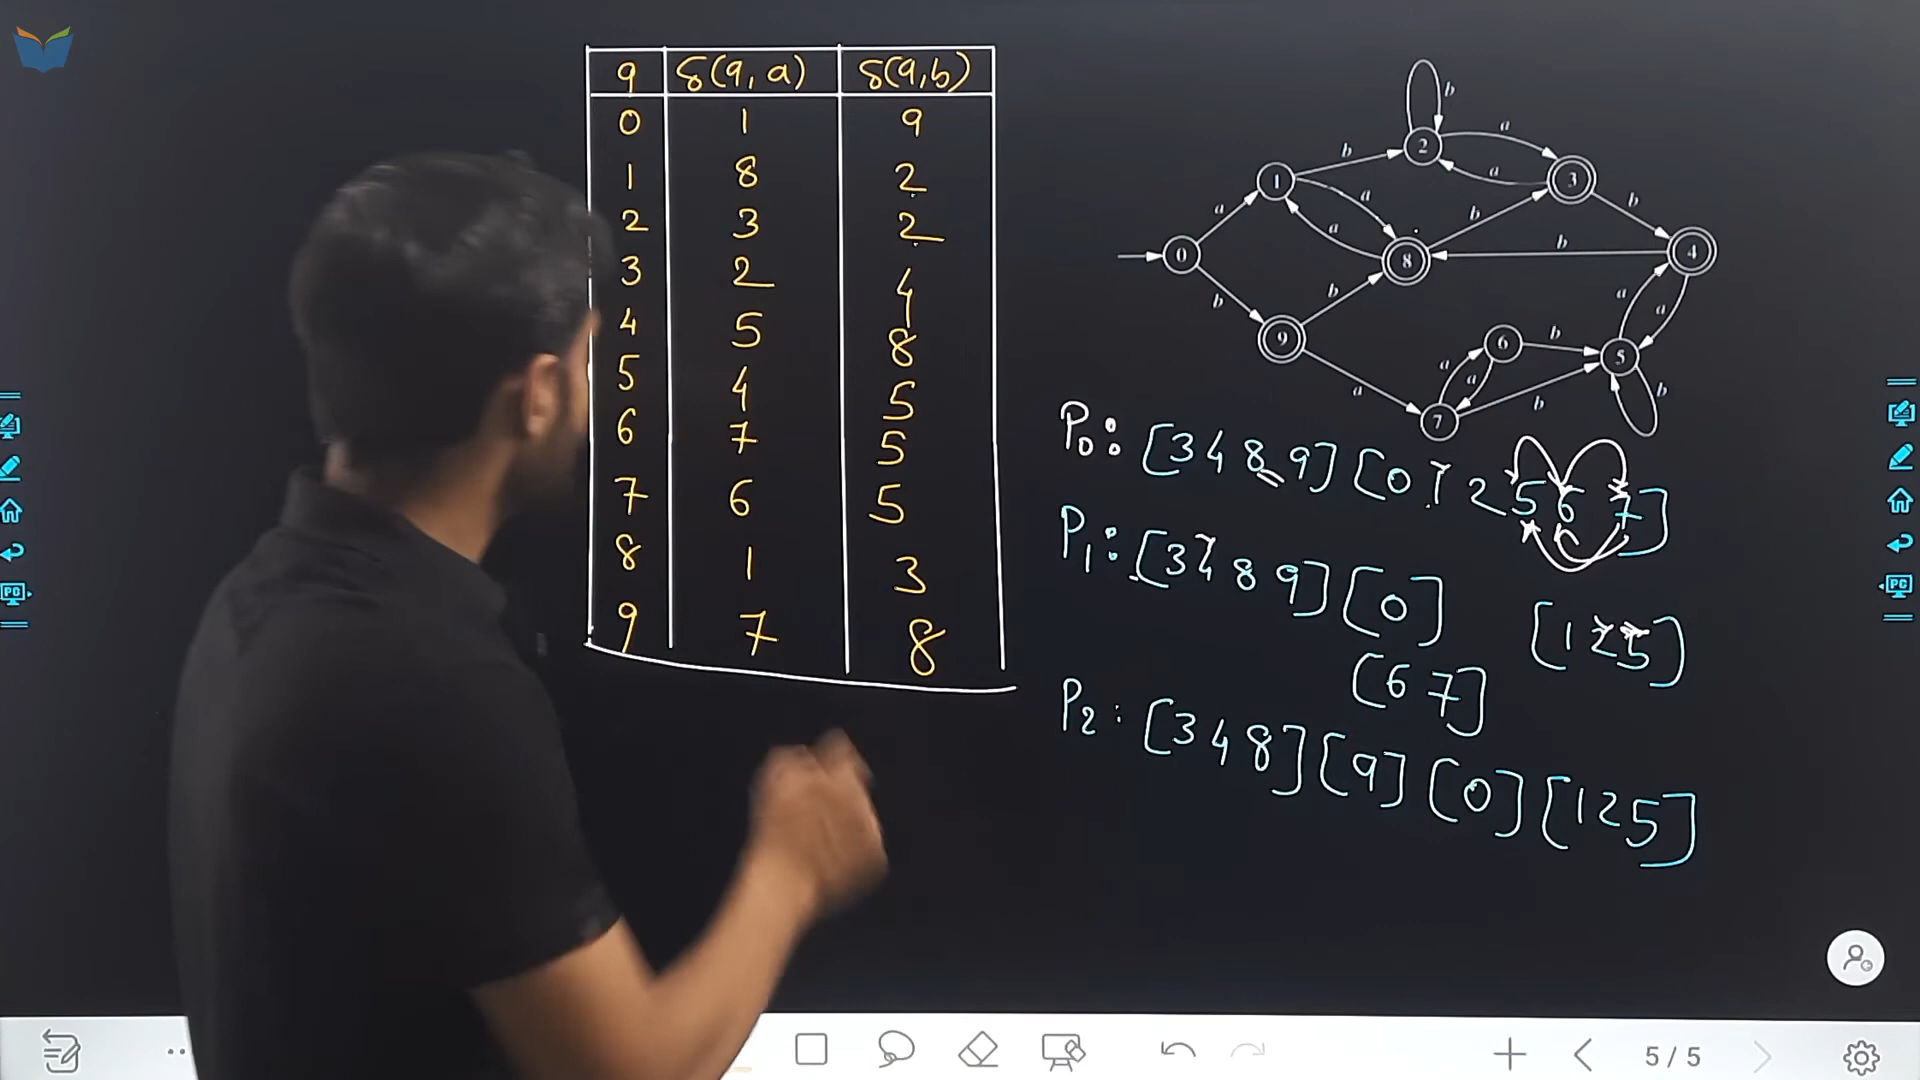 q δ(q, a) δ(q,b)
0 1 9
1 8 2
2 3 2
3 2 4
4 5 8
5 4 5
6 7 5
7 6 5
8 1 3
9 7 8
b
2
a
b
3
1
a
a
b
a
b
a
b
0
8
4
b
b
b
a
a
9
6
b
5
a
a
b
a
7
b
P₀: [3 4 8 9] [0 1 2 5 6 7]
P₁: [3 4 8 9] [0] [1 2 5]
[6 7]
P₂: [3 4 8] [9] [0] [1 2 5]
PC
PC
5 / 5